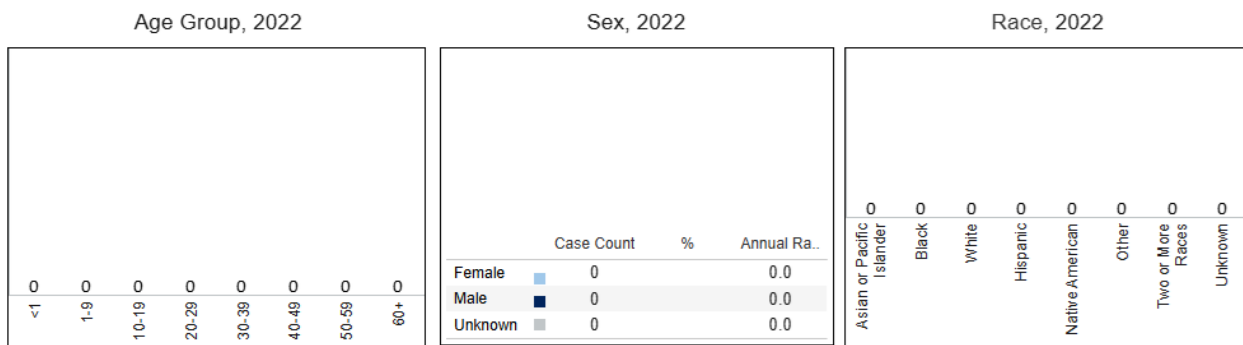 Age Group, 2022
0 0 0 0 0 0 0 0
<1 1-9 10-19 20-29 30-39 40-49 50-59 60+
Sex, 2022
Case Count % Annual Ra..
Female 0 0.0
Male 0 0.0
Unknown 0 0.0
Race, 2022
0 0 0 0 0 0 0 0
Asian or Pacific
Islander
Black
White
Hispanic
Native American
Other
Two or More
Races
Unknown